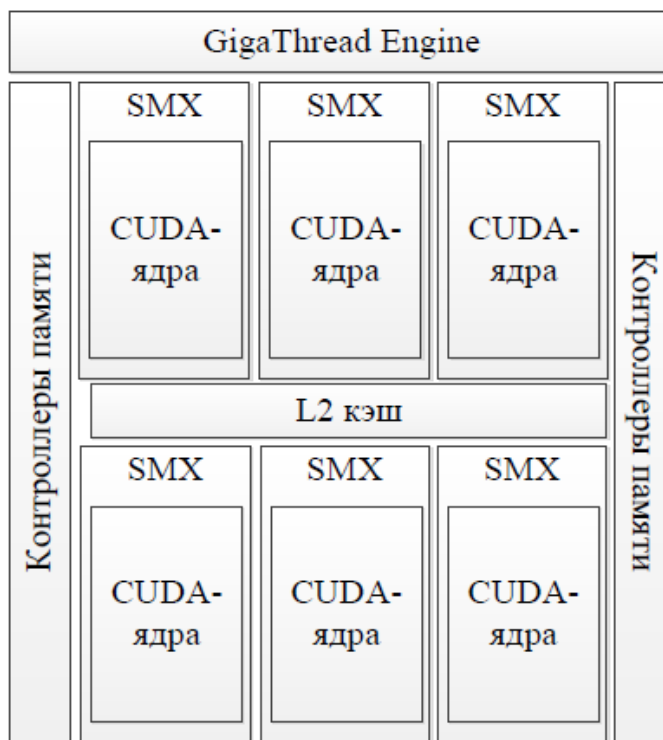 GigaThread Engine
Контроллеры памяти
SMX
CUDA-
ядра
SMX
CUDA-
ядра
SMX
CUDA-
ядра
Контроллеры памяти
L2 кэш
SMX
CUDA-
ядра
SMX
CUDA-
ядра
SMX
CUDA-
ядра